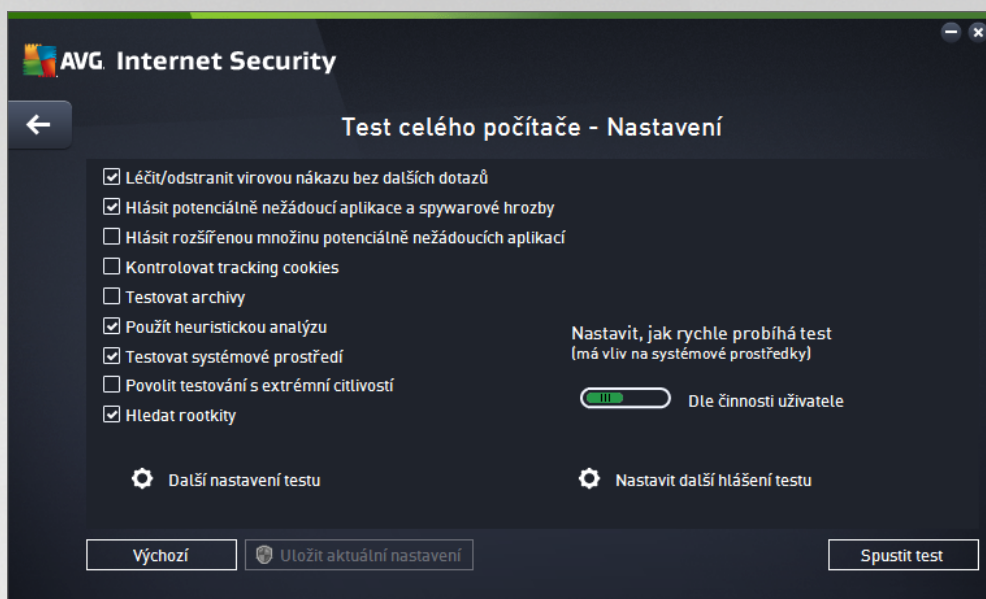 AVG. Internet Security
Test celého počítače - Nastavení
Léčit/odstranit virovou nákazu bez dalších dotazů
Hlásit potenciálně nežádoucí aplikace a spywarové hrozby
Hlásit rozšířenou množinu potenciálně nežádoucích aplikací
Kontrolovat tracking cookies
Testovat archivy
Použít heuristickou analýzu
Testovat systémové prostředí
Povolit testování s extrémní citlivostí
Hledat rootkity
Nastavit, jak rychle probíhá test
(má vliv na systémové prostředky)
Dle činnosti uživatele
Další nastavení testu
Nastavit další hlášení testu
Výchozí
Uložit aktuální nastavení
Spustit test